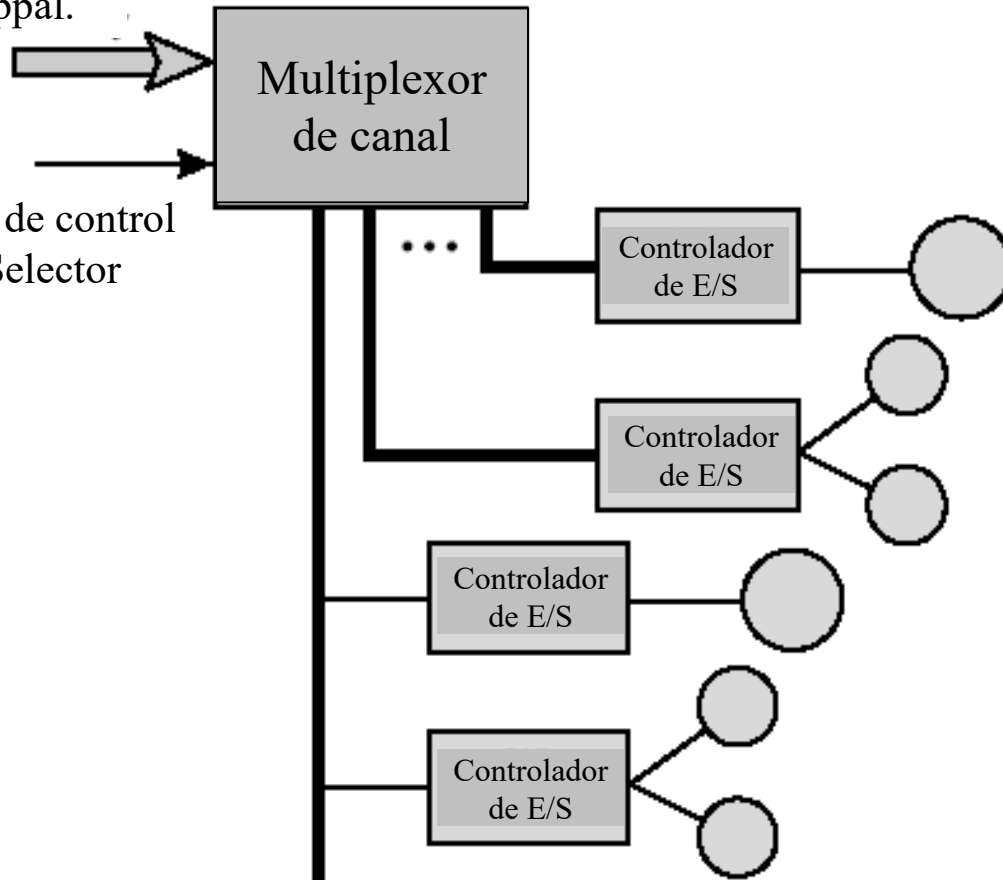 ppal.
Multiplexor
de canal
de control
Selector
Controlador
de E/S
Controlador
de E/S
Controlador
de E/S
Controlador
de E/S